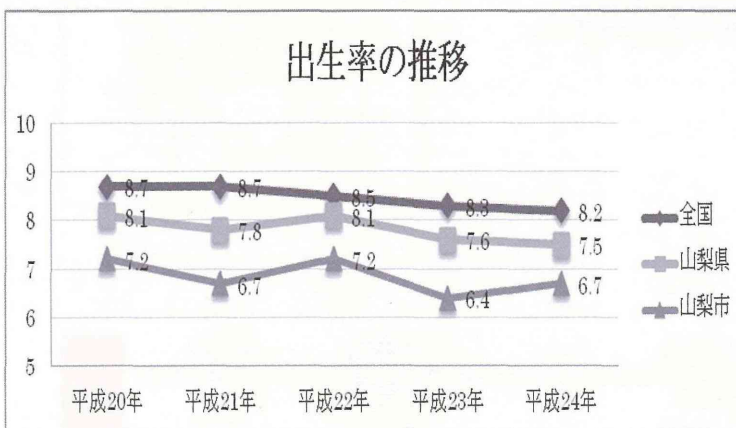 出生率の推移
10
9
8
7
6
5
8.7
8.7
8.5
8.3
8.2
8.1
7.8
8.1
7.6
7.5
7.2
6.7
7.2
6.4
6.7
平成20年
平成21年
平成22年
平成23年
平成24年
全国
山梨県
山梨市